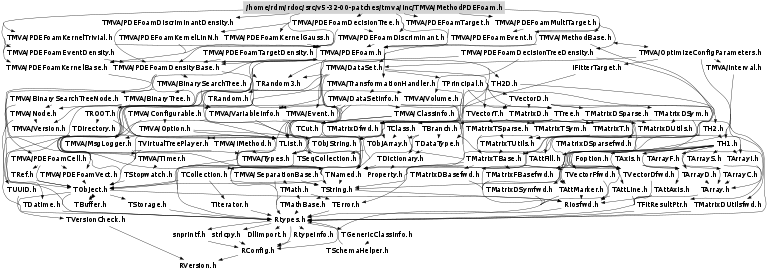 /home/rdm/rdoc/src/v5-32-00-patches/tmva/inc/TMVA/MethodPDEFoam.h
TMVA/PDEFoamDiscriminantDensity.h TMVA/PDEFoamDecisionTree.h TMVA/PDEFoamTarget.h TMVA/PDEFoamMultiTarget.h
TMVA/PDEFoamKernelTrivial.h TMVA/PDEFoamKernelLinN.h TMVA/PDEFoamKernelGauss.h TMVA/PDEFoamDiscriminant.h TMVA/PDEFoamEvent.h TMVA/MethodBase.h
TMVA/PDEFoamEventDensity.h TMVA/PDEFoamTargetDensity.h TMVA/PDEFoam.h TMVA/PDEFoamDecisionTreeDensity.h TMVA/OptimizeConfigParameters.h
TMVA/PDEFoamKernelBase.h TMVA/PDEFoamDensityBase.h TMVA/DataSet.h IFitterTarget.h TMVA/Interval.h
TMVA/BinarySearchTree.h TRandom3.h TMVA/TransformationHandler.h TPrincipal.h TH2D.h
TMVA/BinarySearchTreeNode.h TMVA/BinaryTree.h TRandom.h TMVA/DataSetInfo.h TMVA/Volume.h TVectorD.h
TMVA/Node.h TROOT.h TMVA/Configurable.h TMVA/VariableInfo.h TMVA/Event.h TMVA/ClassInfo.h TVectorT.h TMatrixD.h TTree.h TMatrixDSparse.h TMatrixDSym.h
TMVA/Version.h TDirectory.h TMVA/Option.h TCut.h TMatrixDfwd.h TClass.h TBranch.h TMatrixTSparse.h TMatrixTSym.h TMatrixT.h TMatrixDUtils.h TH2.h
TMVA/MsgLogger.h TVirtualTreePlayer.h TMVA/IMethod.h TList.h TObjString.h TObjArray.h TDataType.h TMatrixTUtils.h TMatrixDSparsefwd.h TH1.h
TMVA/PDEFoamCell.h TMVA/Timer.h TMVA/Types.h TSeqCollection.h TDictionary.h TMatrixTBase.h TAttFill.h Foption.h TAxis.h TArrayF.h TArrayS.h TArrayI.h
TRef.h TMVA/PDEFoamVect.h TStopwatch.h TCollection.h TMVA/SeparationBase.h TNamed.h Property.h TMatrixDBasefwd.h TMatrixFBasefwd.h TVectorFfwd.h TVectorDfwd.h TArrayD.h TArrayC.h
TUUID.h TObject.h TMath.h TString.h TMatrixDSymfwd.h TAttMarker.h TAttLine.h TAttAxis.h TArray.h
TDatime.h TBuffer.h TStorage.h TIterator.h TMathBase.h TError.h Riosfwd.h TFitResultPtr.h TMatrixDUtilsfwd.h
TVersionCheck.h Rtypes.h
snprintf.h strlcpy.h DllImport.h RtypeInfo.h TGenericClassInfo.h
RConfig.h TSchemaHelper.h
RVersion.h